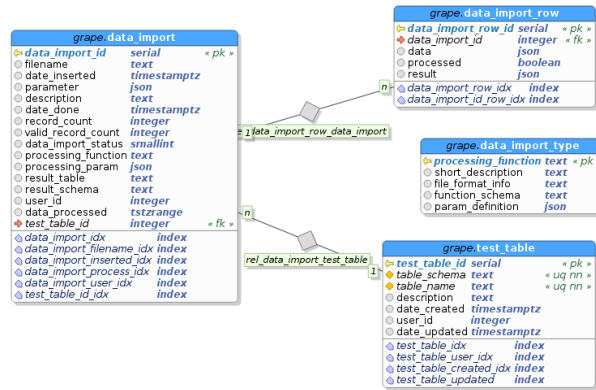 grape.data_import
data_import_id serial « pk »
filename text
date_inserted timestamptz
parameter json
description text
date_done timestamptz
record_count integer
valid_record_count integer
data_import_status smallint
processing_function text
processing_param json
result_table text
result_schema text
user_id integer
data_processed tstzrange
test_table_id integer « fk »
data_import_idx index
data_import_filename_idx index
data_import_inserted_idx index
data_import_process_idx index
data_import_user_idx index
test_table_id_idx index
1
data_import_row_data_import
n
grape.data_import_row
data_import_row_id serial « pk »
data_import_id integer « fk »
data json
processed boolean
result json
data_import_row_idx index
data_import_id_row_idx index
grape.data_import_type
processing_function text « pk
short_description text
file_format_info text
function_schema text
param_definition json
n
rel_data_import_test_table
1
grape.test_table
test_table_id serial « pk »
table_schema text « uq nn »
table_name text « uq nn »
description text
date_created timestamptz
user_id integer
date_updated timestamptz
test_table_idx index
test_table_user_idx index
test_table_created_idx index
test_table_updated index